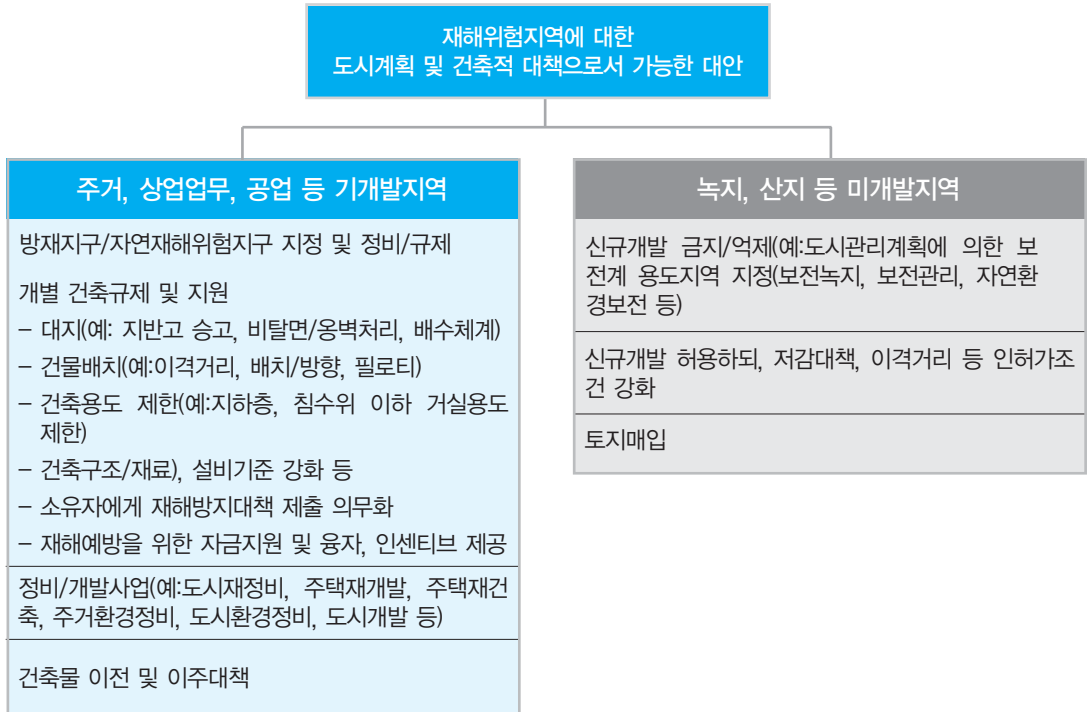 재해위험지역에 대한
도시계획 및 건축적 대책으로서 가능한 대안
주거, 상업업무, 공업 등 기개발지역
방재지구/자연재해위험지구 지정 및 정비/규제
개별 건축규제 및 지원
– 대지(예: 지반고 승고, 비탈면/옹벽처리, 배수체계)
– 건물배치(예:이격거리, 배치/방향, 필로티)
– 건축용도 제한(예:지하층, 침수위 이하 거실용도
제한)
– 건축구조/재료), 설비기준 강화 등
– 소유자에게 재해방지대책 제출 의무화
– 재해예방을 위한 자금지원 및 융자, 인센티브 제공
정비/개발사업(예:도시재정비, 주택재개발, 주택재건
축, 주거환경정비, 도시환경정비, 도시개발 등)
건축물 이전 및 이주대책
녹지, 산지 등 미개발지역
신규개발 금지/억제(예:도시관리계획에 의한 보
전계 용도지역 지정(보전녹지, 보전관리, 자연환
경보전 등)
신규개발 허용하되, 저감대책, 이격거리 등 인허가조
건 강화
토지매입